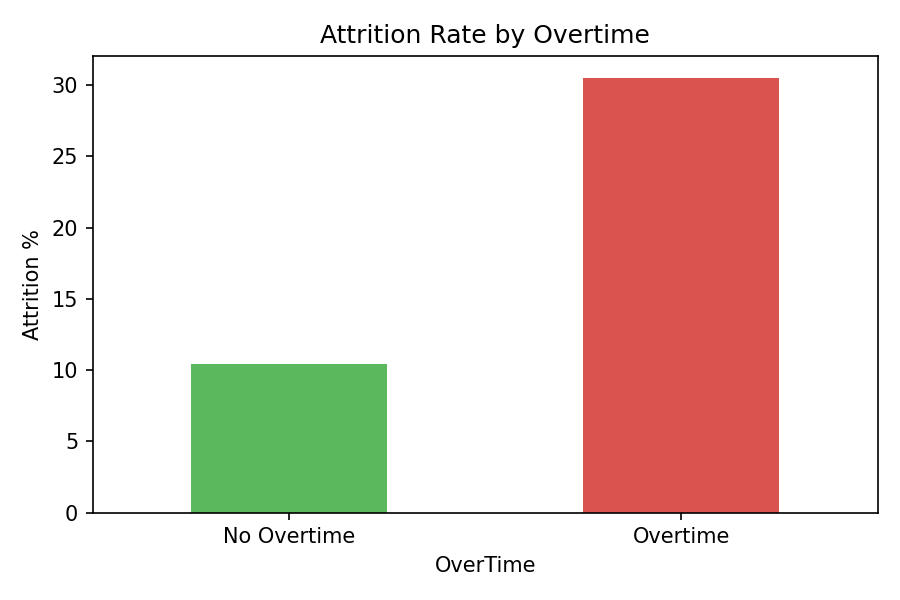 Attrition Rate by Overtime
Attrition %
30
25
20
15
10
5
0
No Overtime
Overtime
OverTime